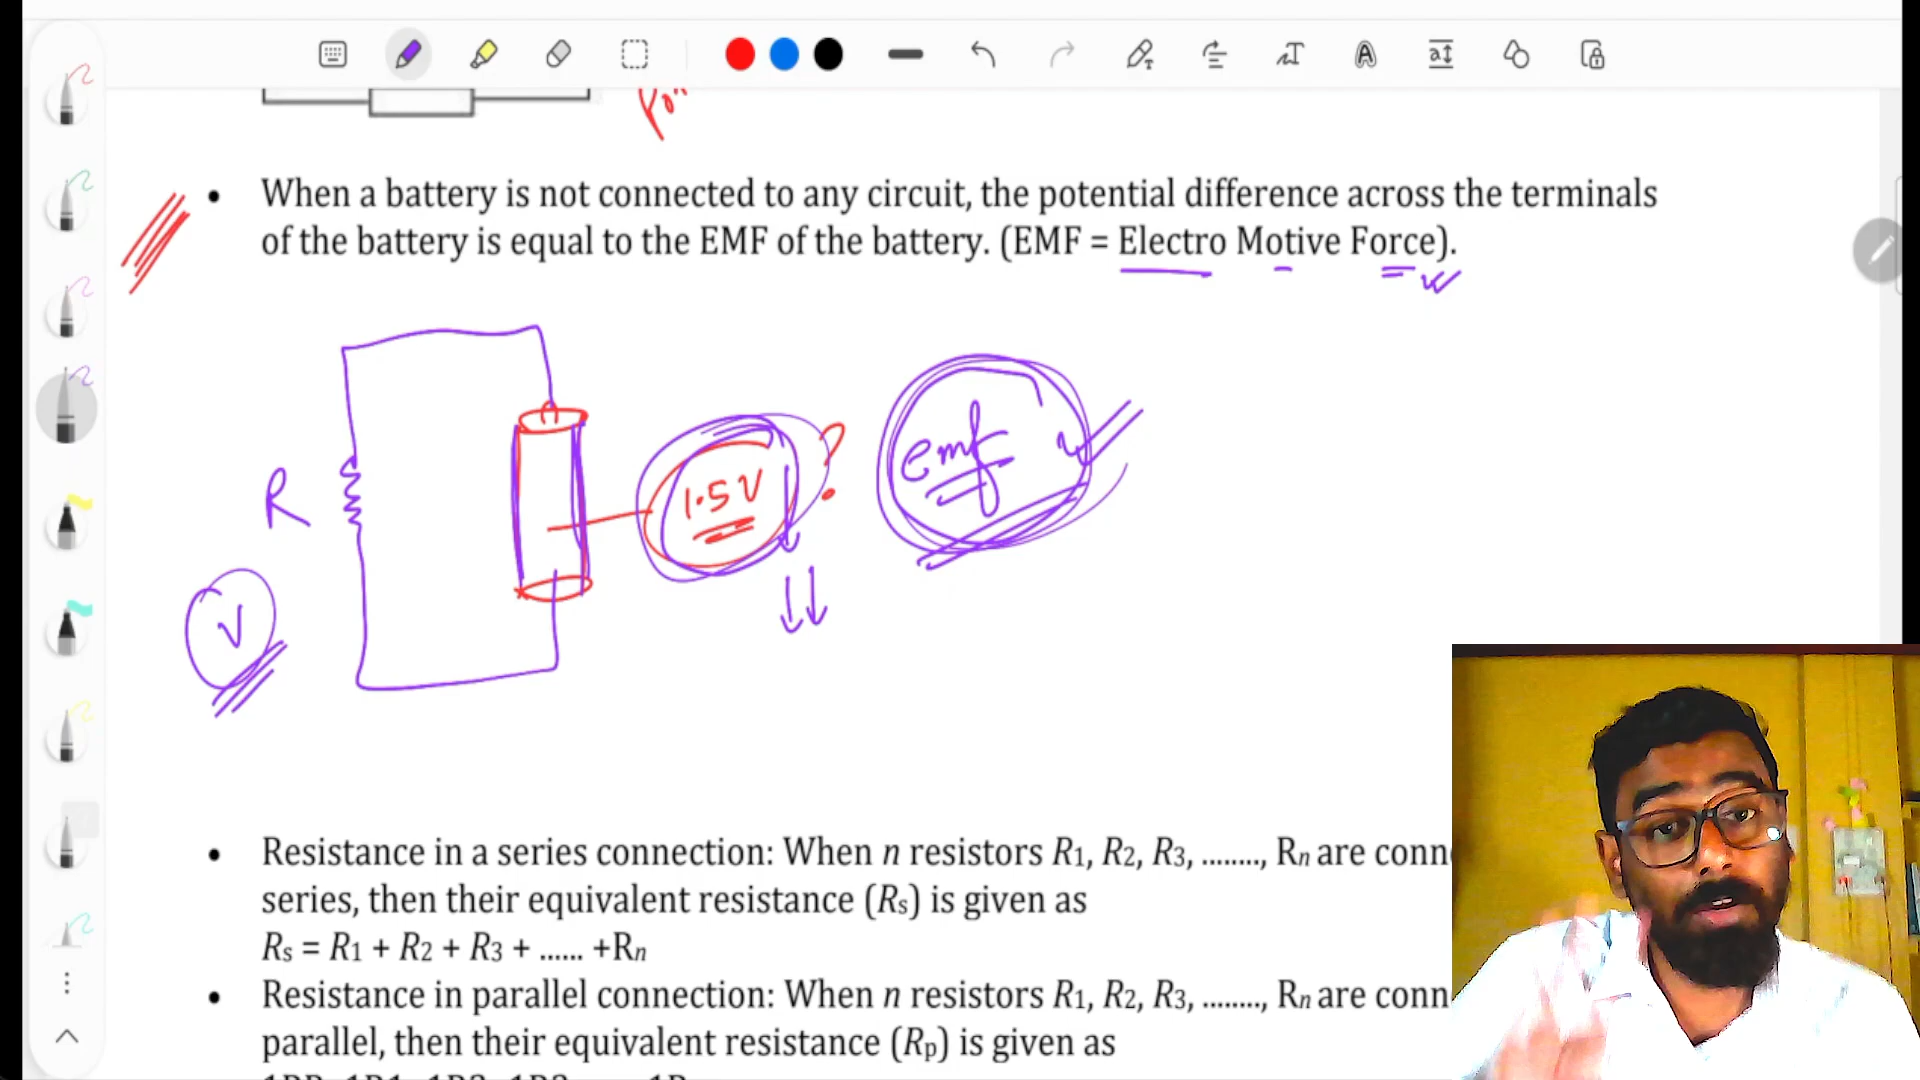 When a battery is not connected to any circuit, the potential difference across the terminals
of the battery is equal to the EMF of the battery. (EMF = Electro Motive Force).
R
1.5 V ?
emf
V
Resistance in a series connection: When n resistors R1, R2, R3, ........, Rn are conn
series, then their equivalent resistance (Rs) is given as
Rs = R1 + R2 + R3 + ...... +Rn
Resistance in parallel connection: When n resistors R1, R2, R3, ........, Rn are conn
parallel, then their equivalent resistance (Rp) is given as